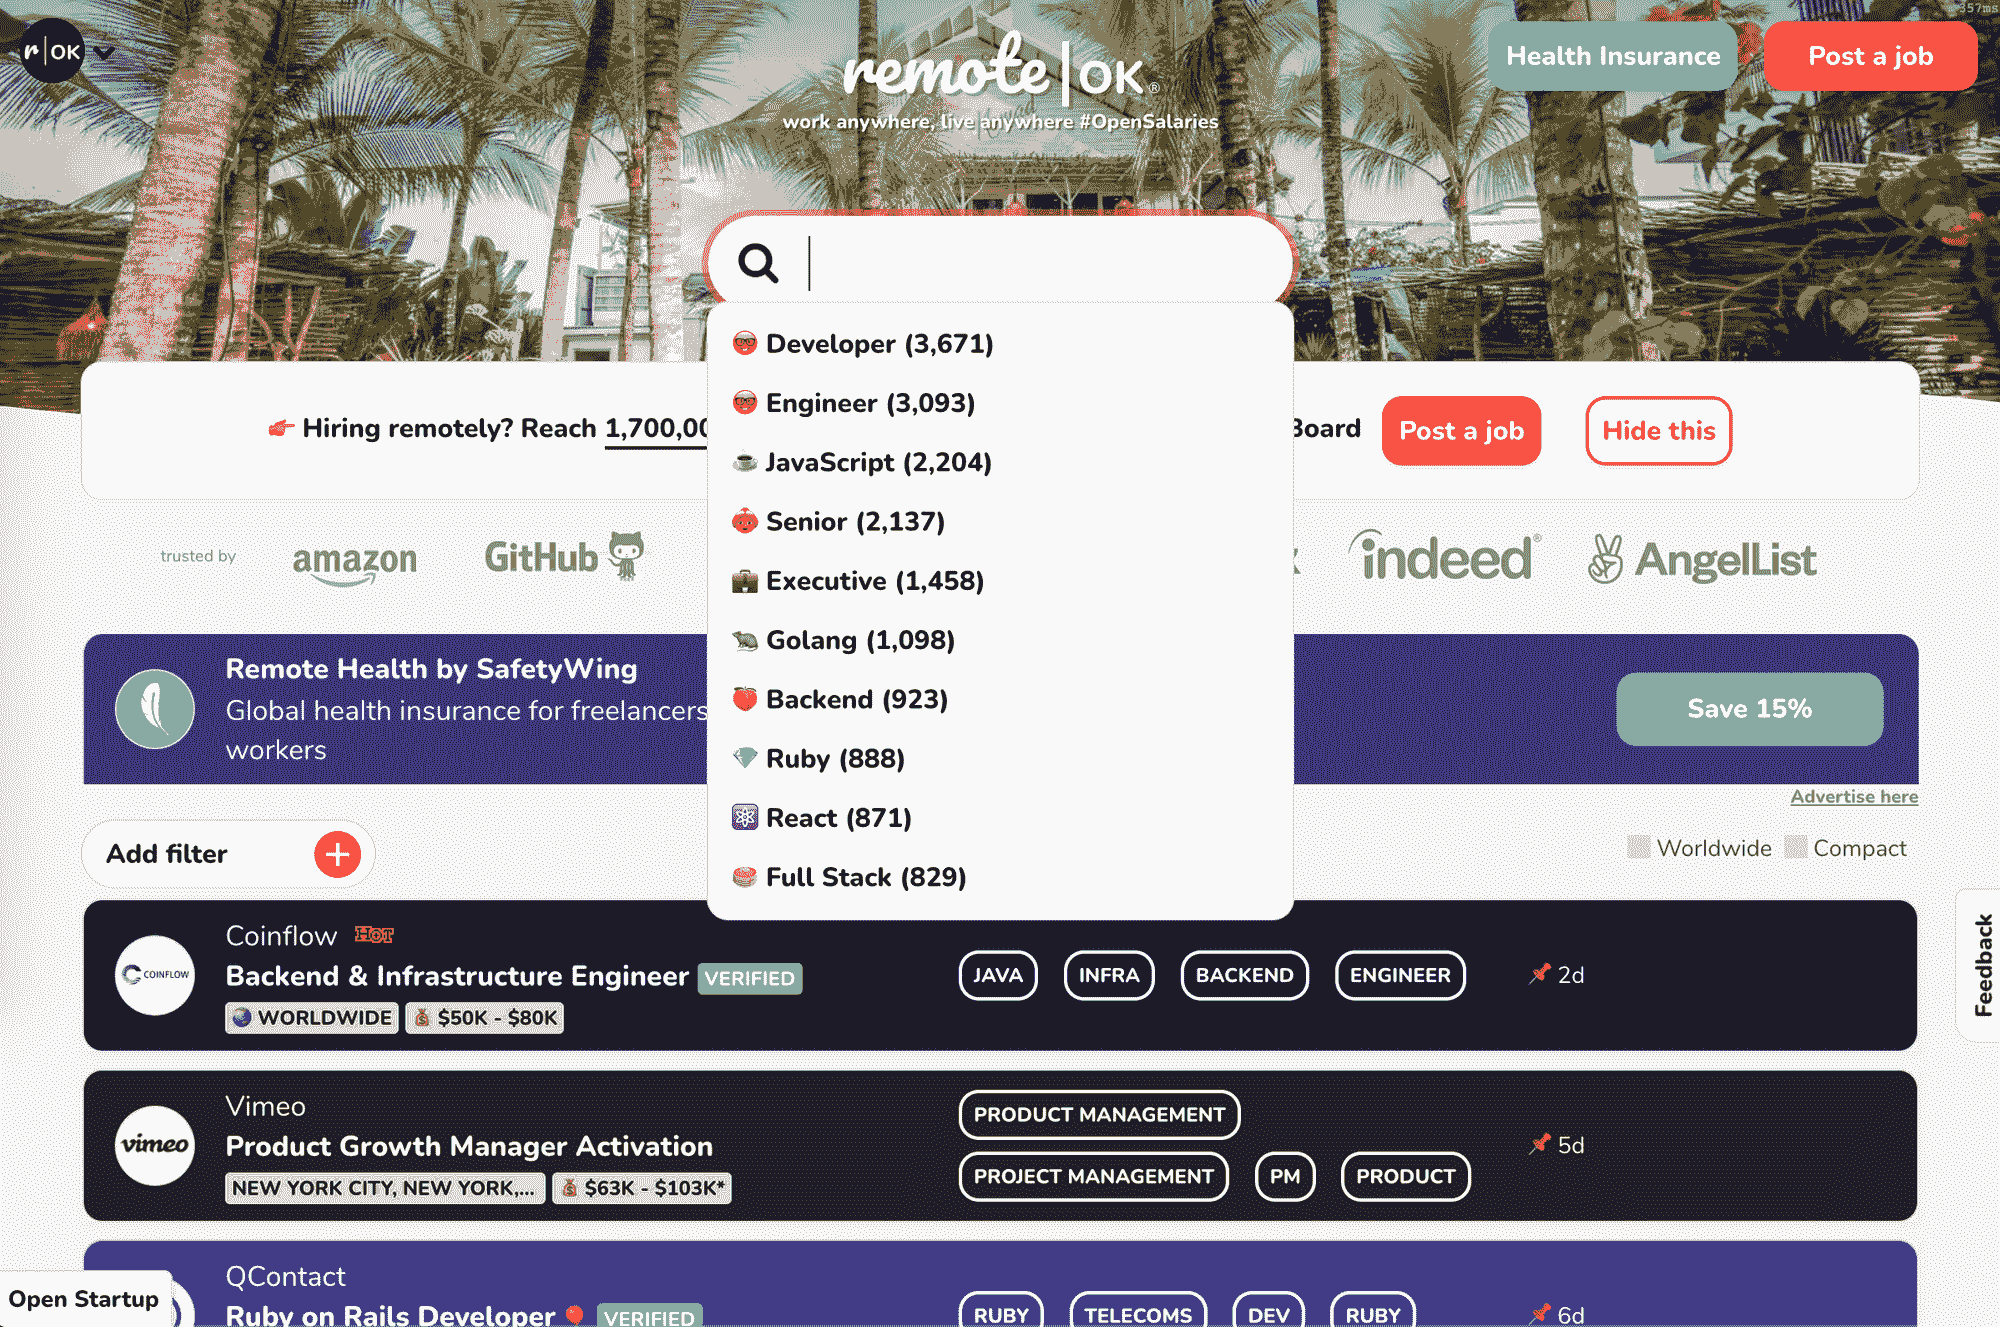 357ms
r|OK
remote|OK®
work anywhere, live anywhere #OpenSalaries
Health Insurance
Post a job
Developer (3,671)
Engineer (3,093)
JavaScript (2,204)
Senior (2,137)
Executive (1,458)
Golang (1,098)
Backend (923)
Ruby (888)
React (871)
Full Stack (829)
Hiring remotely? Reach 1,700,00
Board
Post a job
Hide this
trusted by
amazon
GitHub
indeed®
AngelList
Remote Health by SafetyWing
Global health insurance for freelancers
workers
Save 15%
Advertise here
Add filter
Worldwide
Compact
Feedback
COINFLOW
Coinflow HOT
Backend & Infrastructure Engineer VERIFIED
WORLDWIDE $50K - $80K
JAVA INFRA BACKEND ENGINEER
2d
vimeo
Vimeo
Product Growth Manager Activation
NEW YORK CITY, NEW YORK,... $63K - $103K*
PRODUCT MANAGEMENT
PROJECT MANAGEMENT PM PRODUCT
5d
QContact
Ruby on Rails Developer VERIFIED
RUBY TELECOMS DEV RUBY
6d
Open Startup